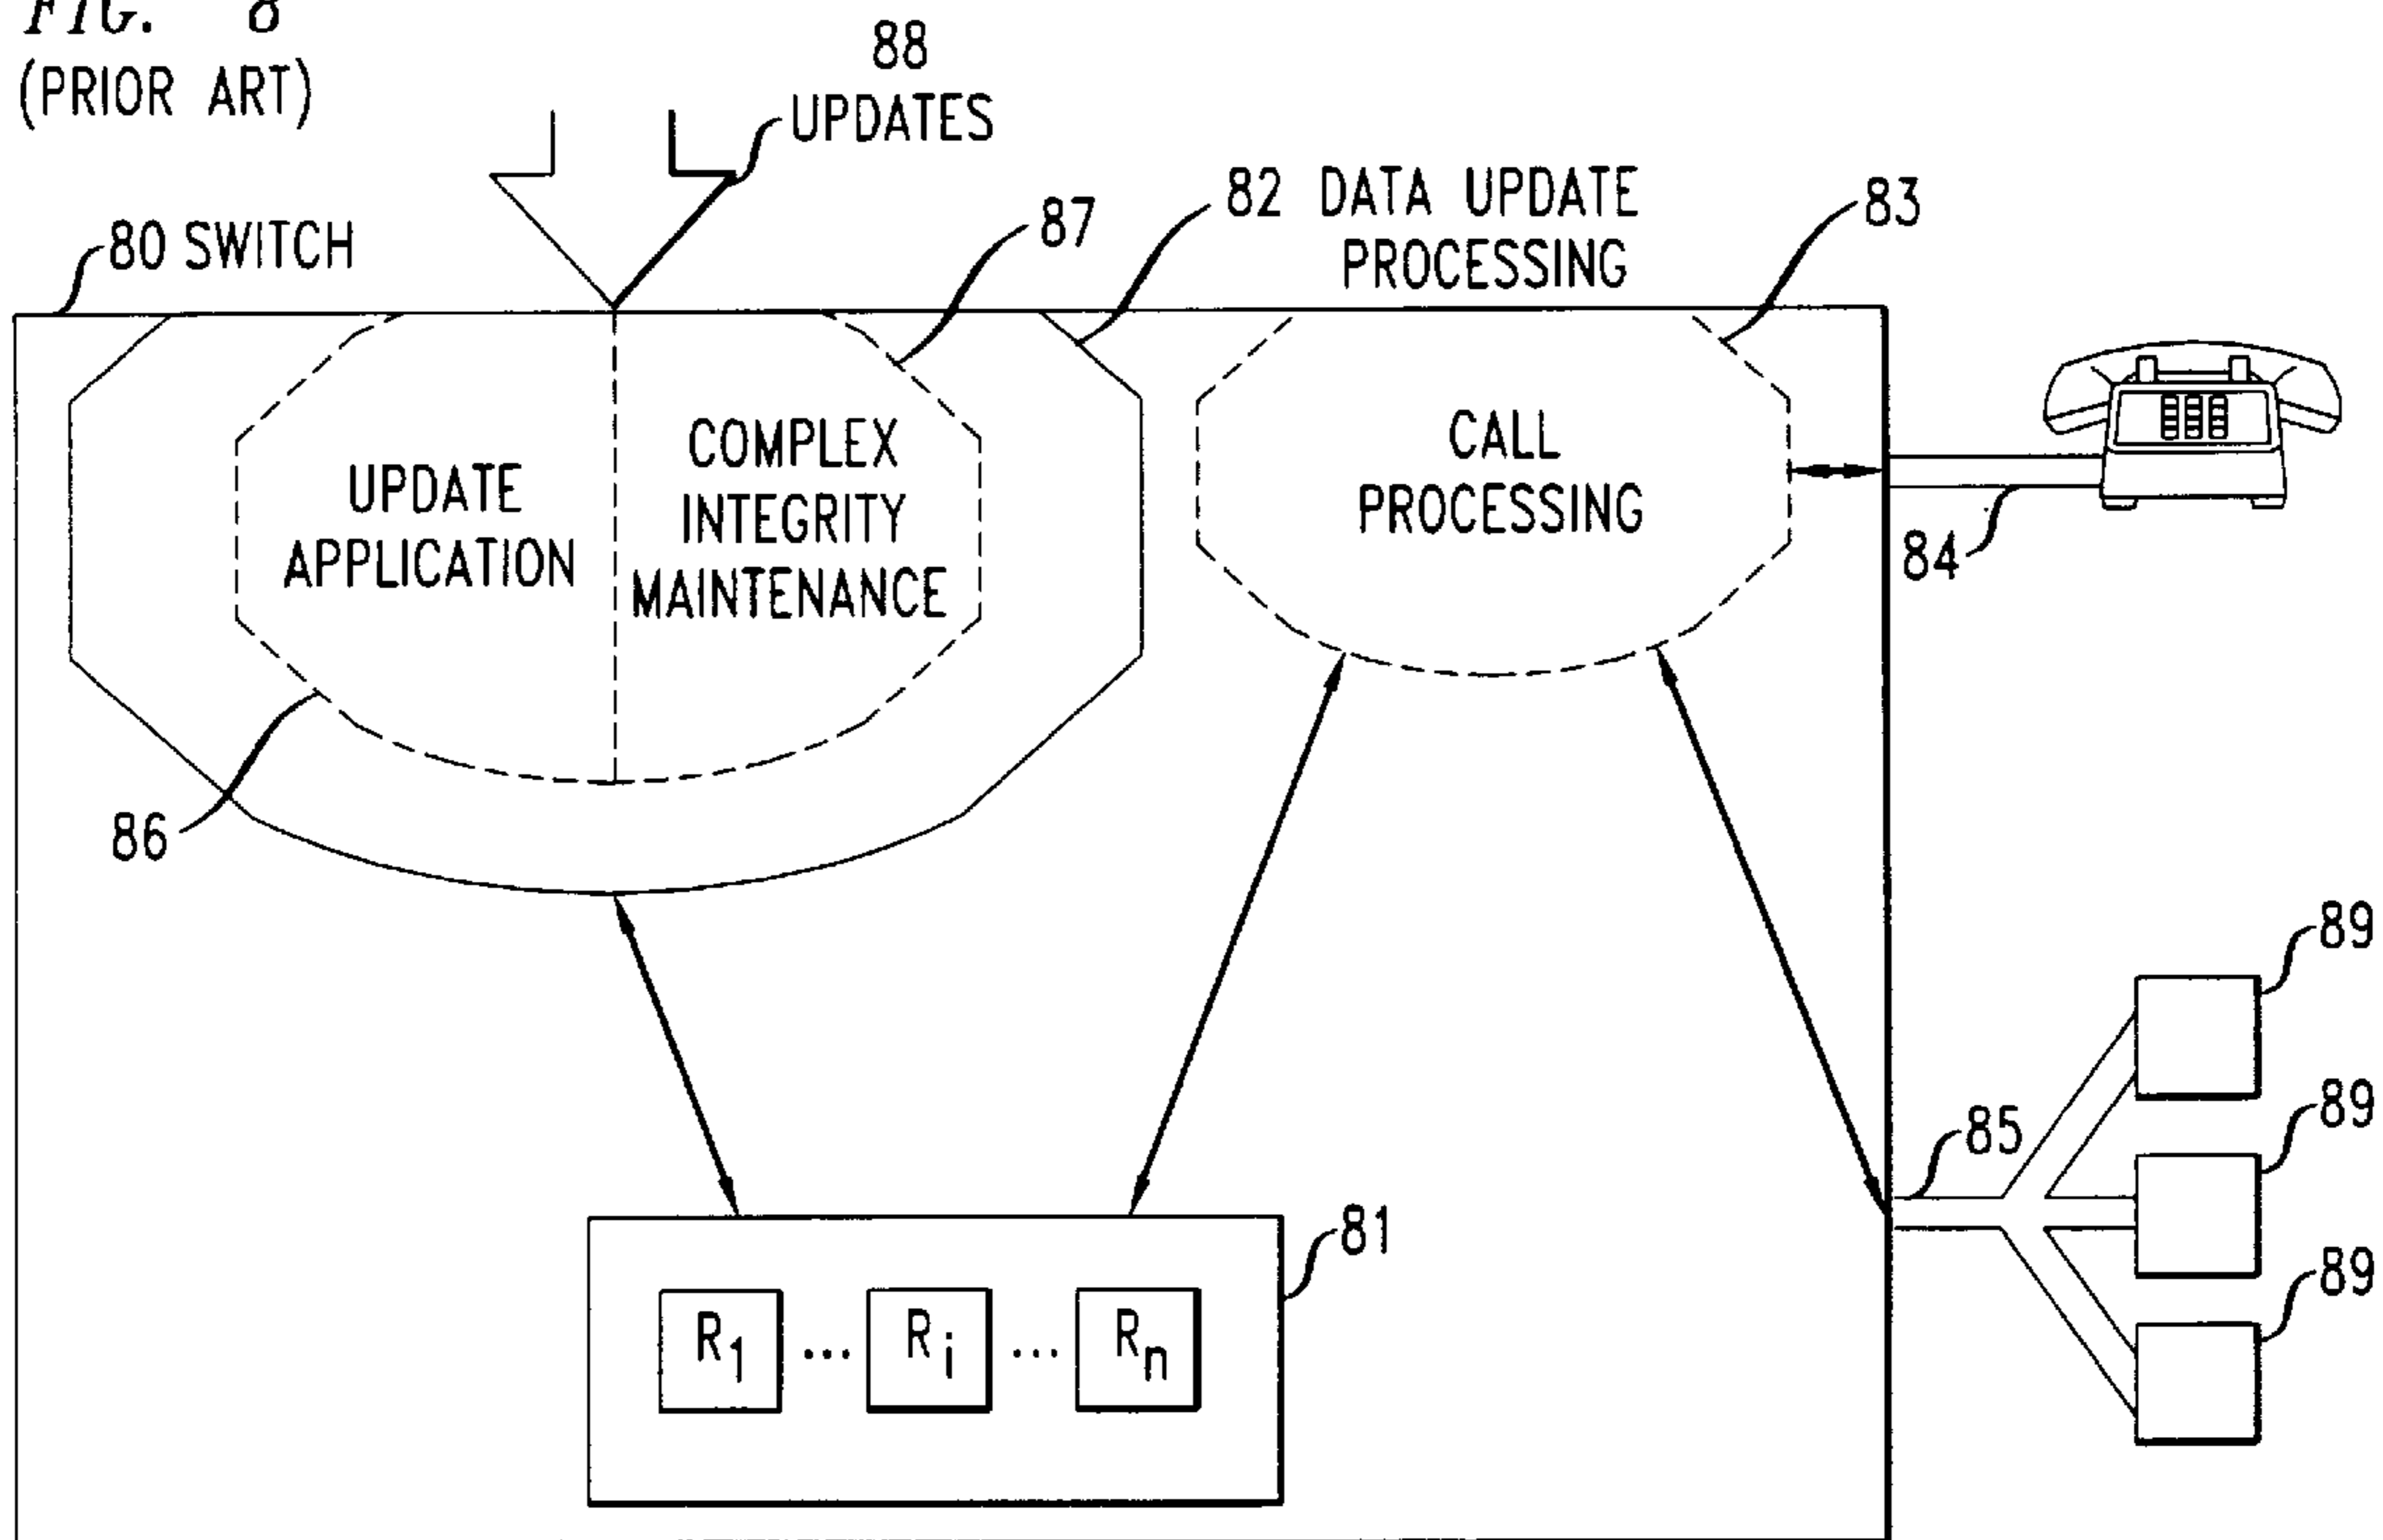 FIG. 8
(PRIOR ART)
88
UPDATES
80 SWITCH
87
82 DATA UPDATE
PROCESSING
83
UPDATE
APPLICATION
COMPLEX
INTEGRITY
MAINTENANCE
CALL
PROCESSING
84
86
89
89
89
85
81
R1 ... Ri ... Rn